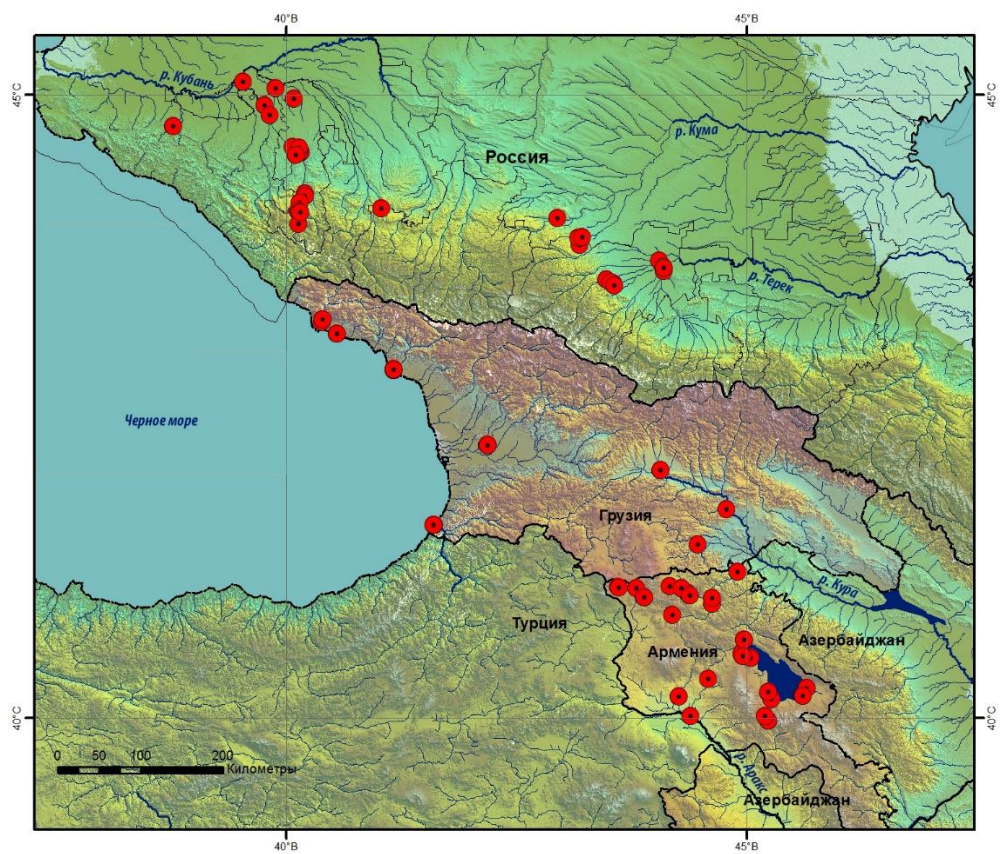 40°В
45°В
45°С
45°С
р. Кубань
р. Кума
Россия
р. Терек
Черное море
Грузия
р. Кура
Турция
Азербайджан
Армения
40°С
40°С
0 50 100 200
Километры
р. Аракс
Азербайджан
40°В
45°В